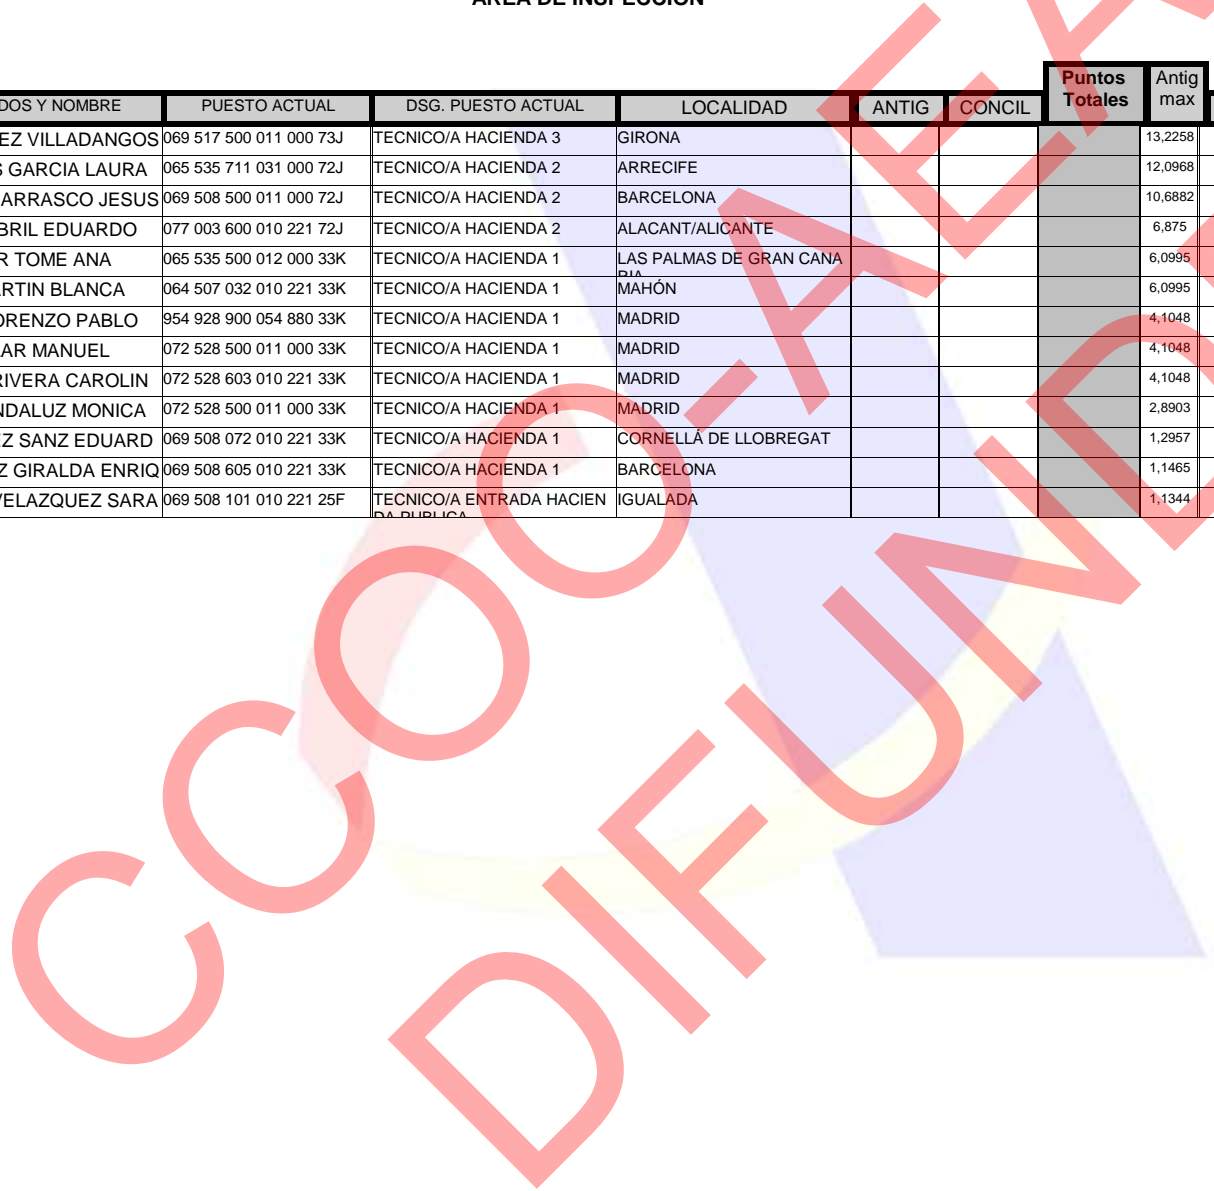 AREA DE INSPECCION
Puntos Totales Antig max
DOS Y NOMBRE PUESTO ACTUAL DSG. PUESTO ACTUAL LOCALIDAD ANTIG CONCIL
EZ VILLADANGOS 069 517 500 011 000 73J TECNICO/A HACIENDA 3 GIRONA 13,2258
S GARCIA LAURA 065 535 711 031 000 72J TECNICO/A HACIENDA 2 ARRECIFE 12,0968
ARRASCO JESUS 069 508 500 011 000 72J TECNICO/A HACIENDA 2 BARCELONA 10,6882
BRIL EDUARDO 077 003 600 010 221 72J TECNICO/A HACIENDA 2 ALACANT/ALICANTE 6,875
R TOME ANA 065 535 500 012 000 33K TECNICO/A HACIENDA 1 LAS PALMAS DE GRAN CANA 6,0995
RIA
RTIN BLANCA 064 507 032 010 221 33K TECNICO/A HACIENDA 1 MAHÓN 6,0995
ORENZO PABLO 954 928 900 054 880 33K TECNICO/A HACIENDA 1 MADRID 4,1048
AR MANUEL 072 528 500 011 000 33K TECNICO/A HACIENDA 1 MADRID 4,1048
RIVERA CAROLIN 072 528 603 010 221 33K TECNICO/A HACIENDA 1 MADRID 4,1048
NDALUZ MONICA 072 528 500 011 000 33K TECNICO/A HACIENDA 1 MADRID 2,8903
EZ SANZ EDUARD 069 508 072 010 221 33K TECNICO/A HACIENDA 1 CORNELLÁ DE LLOBREGAT 1,2957
Z GIRALDA ENRIQ 069 508 605 010 221 33K TECNICO/A HACIENDA 1 BARCELONA 1,1465
VELAZQUEZ SARA 069 508 101 010 221 25F TECNICO/A ENTRADA HACIEN IGUALADA 1,1344
DA PUBLICA
CCOO-AEA
DIFUND